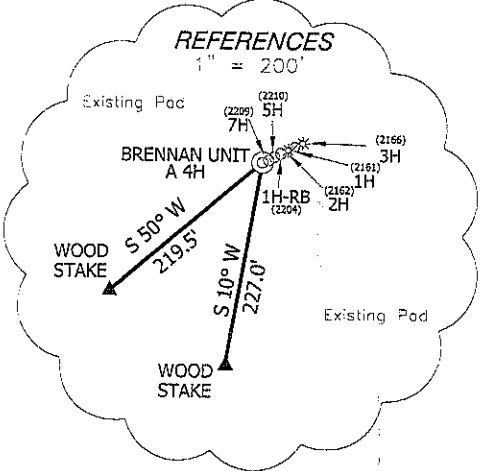 REFERENCES
1" = 200'
Existing Pad
(2209)
7H
(2210)
5H
(2166)
3H
(2161)
1H
(2162)
2H
1H-RB
(2204)
BRENNAN UNIT
A 4H
S 50° W
219.5'
S 10° W
227.0'
WOOD
STAKE
Existing Pad
WOOD
STAKE